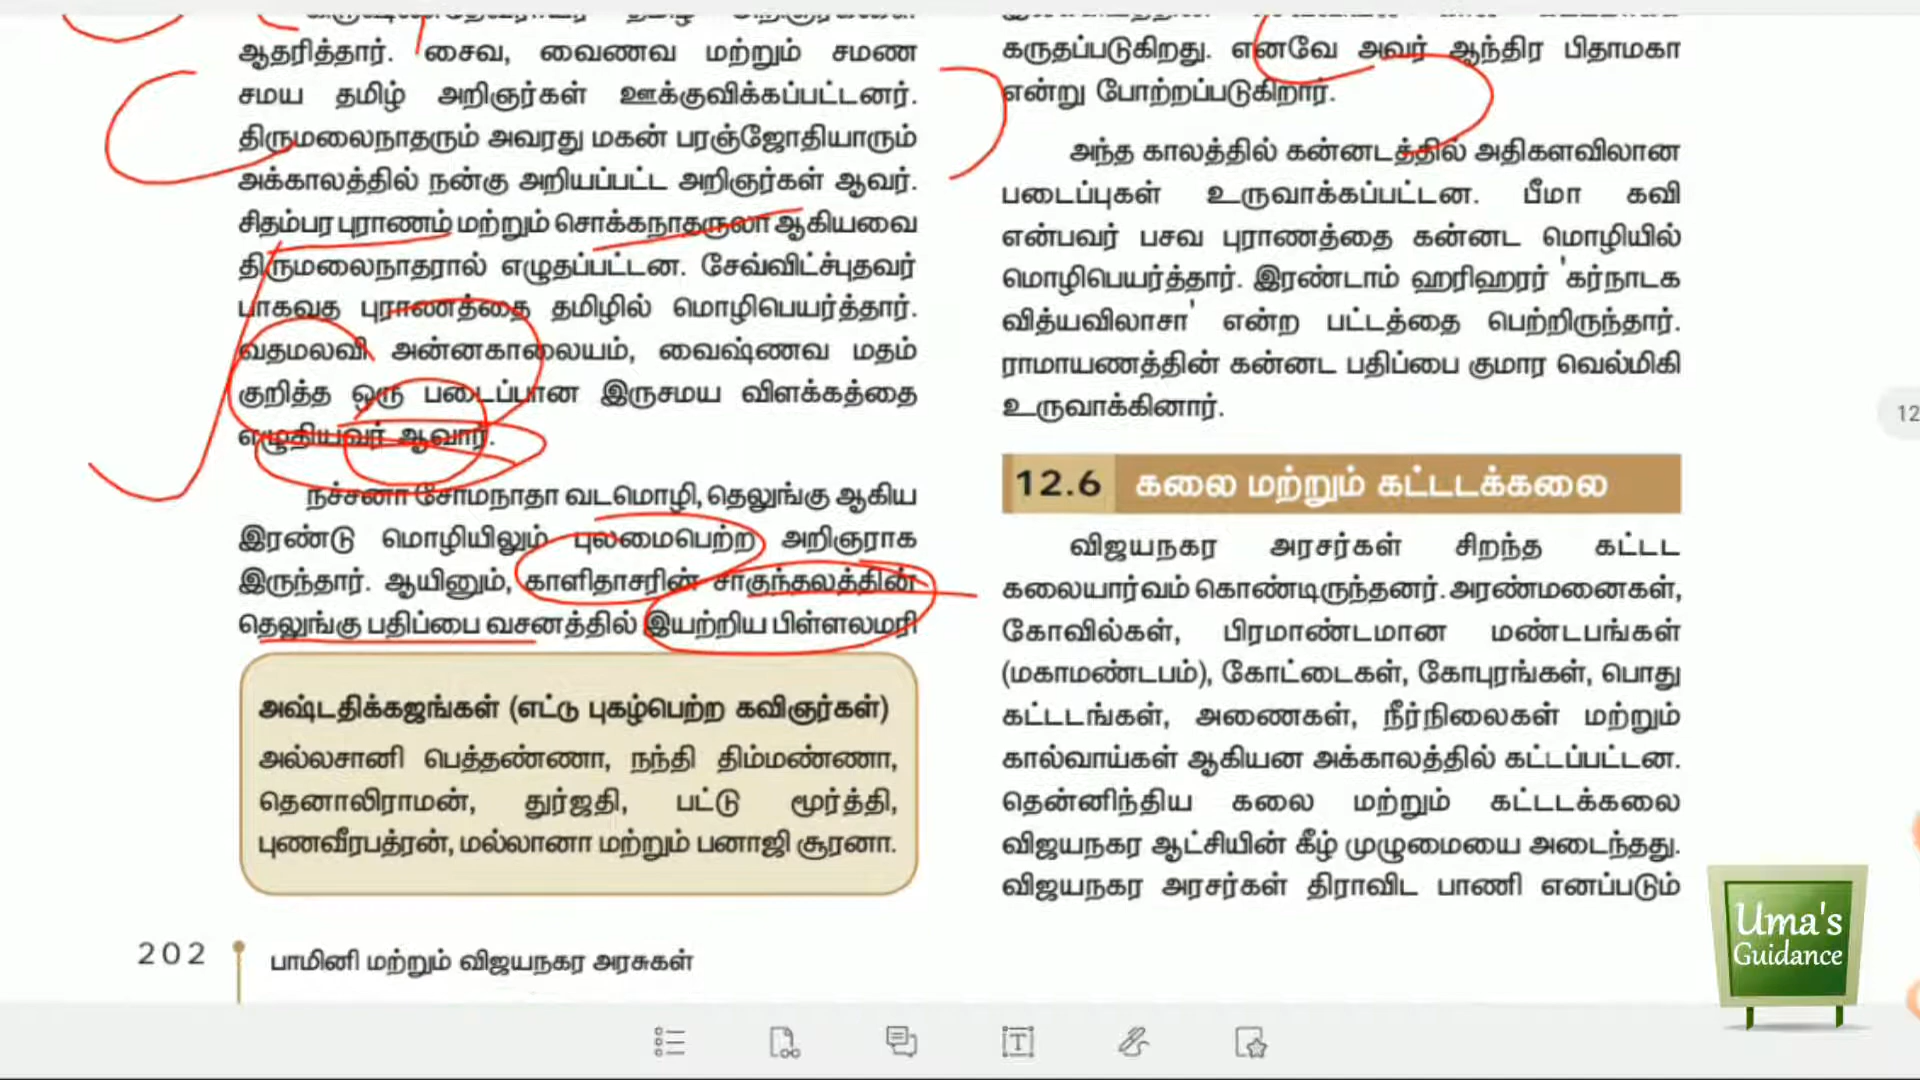 ஆதரித்தார். சைவ, வைணவ மற்றும் சமண
சமய தமிழ் அறிஞர்கள் ஊக்குவிக்கப்பட்டனர்.
திருமலைநாதரும் அவரது மகன் பரஞ்ஜோதியாரும்
அக்காலத்தில் நன்கு அறியப்பட்ட அறிஞர்கள் ஆவர்.
சிதம்பர புராணம் மற்றும் சொக்கநாதருலா ஆகியவை
திருமலைநாதரால் எழுதப்பட்டன. சேவ்விட்ச்புதவர்
பாகவத புராணத்தை தமிழில் மொழிபெயர்த்தார்.
வதமலவி அன்னகாலையம், வைஷ்ணவ மதம்
குறித்த ஒரு படைப்பான இருசமய விளக்கத்தை
எழுதியவர் ஆவார்.
நச்சனா சோமநாதா வடமொழி, தெலுங்கு ஆகிய
இரண்டு மொழியிலும் புலமைபெற்ற அறிஞராக
இருந்தார். ஆயினும், காளிதாசரின் சாகுந்தலத்தின்
தெலுங்கு பதிப்பை வசனத்தில் இயற்றிய பிள்ளலமரி
அஷ்டதிக்கஜங்கள் (எட்டு புகழ்பெற்ற கவிஞர்கள்)
அல்லசானி பெத்தண்ணா, நந்தி திம்மண்ணா,
தெனாலிராமன், துர்ஜதி, பட்டு மூர்த்தி,
புணவீரபத்ரன், மல்லானா மற்றும் பனாஜி சூரனா.
202
பாமினி மற்றும் விஜயநகர அரசுகள்
கருதப்படுகிறது. எனவே அவர் ஆந்திர பிதாமகா
என்று போற்றப்படுகிறார்.
அந்த காலத்தில் கன்னடத்தில் அதிகளவிலான
படைப்புகள் உருவாக்கப்பட்டன. பீமா கவி
என்பவர் பசவ புராணத்தை கன்னட மொழியில்
மொழிபெயர்த்தார். இரண்டாம் ஹரிஹரர் 'கர்நாடக
வித்யவிலாசா' என்ற பட்டத்தை பெற்றிருந்தார்.
ராமாயணத்தின் கன்னட பதிப்பை குமார வெல்மிகி
உருவாக்கினார்.
12.6 கலை மற்றும் கட்டடக்கலை
விஜயநகர அரசர்கள் சிறந்த கட்டட
கலையார்வம் கொண்டிருந்தனர். அரண்மனைகள்,
கோவில்கள், பிரமாண்டமான மண்டபங்கள்
(மகாமண்டபம்), கோட்டைகள், கோபுரங்கள், பொது
கட்டடங்கள், அணைகள், நீர்நிலைகள் மற்றும்
கால்வாய்கள் ஆகியன அக்காலத்தில் கட்டப்பட்டன.
தென்னிந்திய கலை மற்றும் கட்டடக்கலை
விஜயநகர ஆட்சியின் கீழ் முழுமையை அடைந்தது.
விஜயநகர அரசர்கள் திராவிட பாணி எனப்படும்
12
Uma's
Guidance